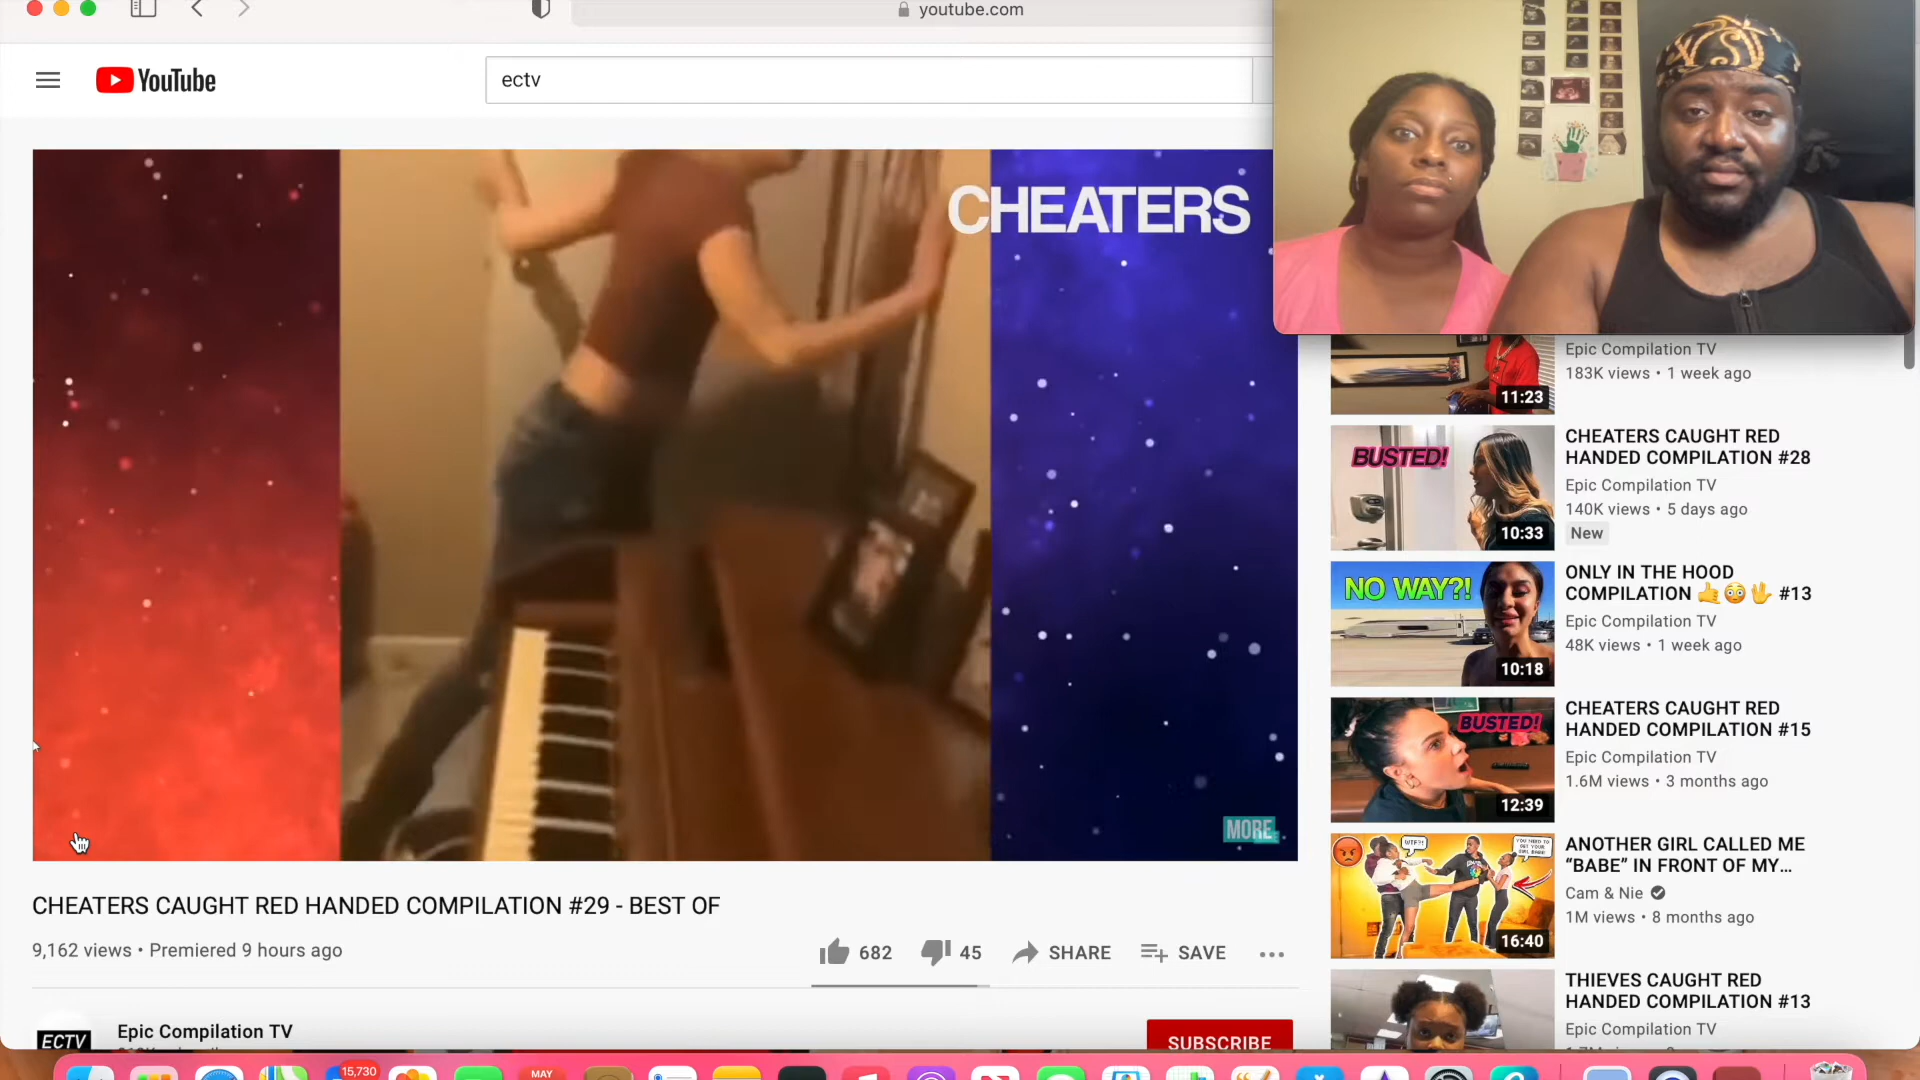 youtube.com
YouTube
ectv
CHEATERS
MORE
CHEATERS CAUGHT RED HANDED COMPILATION #29 - BEST OF
9,162 views • Premiered 9 hours ago
682
45
SHARE
SAVE
ECTV
Epic Compilation TV
SUBSCRIBE
Epic Compilation TV
183K views • 1 week ago
11:23
BUSTED!
10:33
CHEATERS CAUGHT RED
HANDED COMPILATION #28
Epic Compilation TV
140K views • 5 days ago
New
NO WAY?!
10:18
ONLY IN THE HOOD
COMPILATION 🤙😳🖖 #13
Epic Compilation TV
48K views • 1 week ago
BUSTED!
12:39
CHEATERS CAUGHT RED
HANDED COMPILATION #15
Epic Compilation TV
1.6M views • 3 months ago
WTF?!
16:40
ANOTHER GIRL CALLED ME
“BABE” IN FRONT OF MY...
Cam & Nie
1M views • 8 months ago
THIEVES CAUGHT RED
HANDED COMPILATION #13
Epic Compilation TV
15,730
MAY